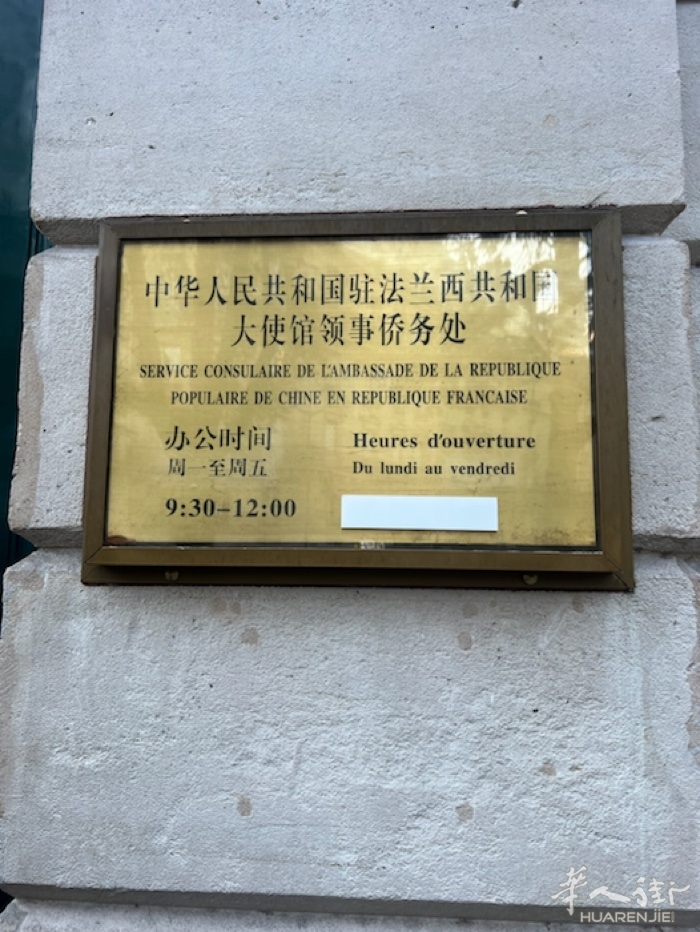 中华人民共和国驻法兰西共和国
大使馆领事侨务处
SERVICE CONSULAIRE DE L'AMBASSADE DE LA REPUBLIQUE
POPULAIRE DE CHINE EN REPUBLIQUE FRANCAISE
办公时间
周一至周五
9:30-12:00
Heures d'ouverture
Du lundi au vendredi
华人街
HUARENJIE